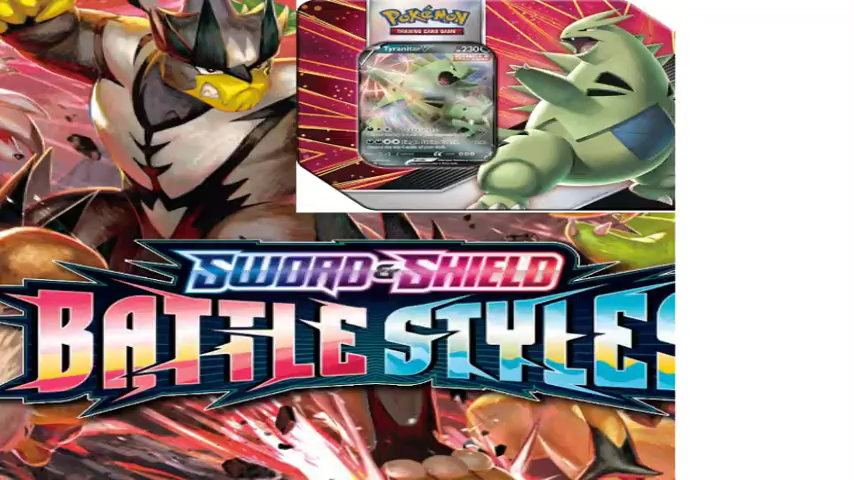 Pokémon
TRADING CARD GAME
Tyranitar V 230
SWORD & SHIELD
BATTLE STYLES